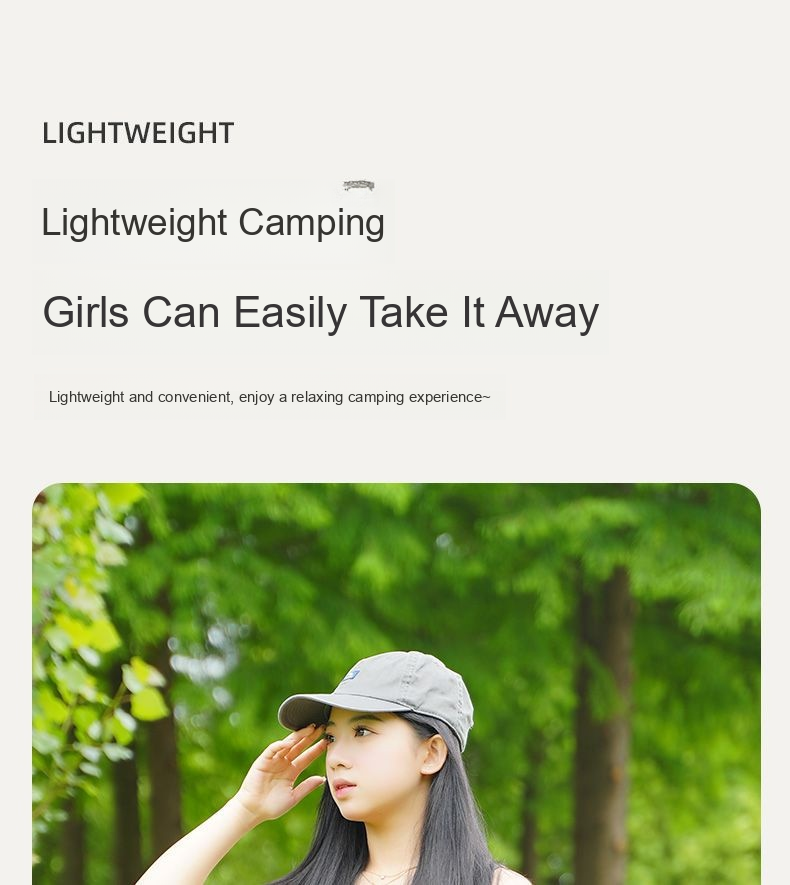 LIGHTWEIGHT
Lightweight Camping
Girls Can Easily Take It Away
Lightweight and convenient, enjoy a relaxing camping experience~